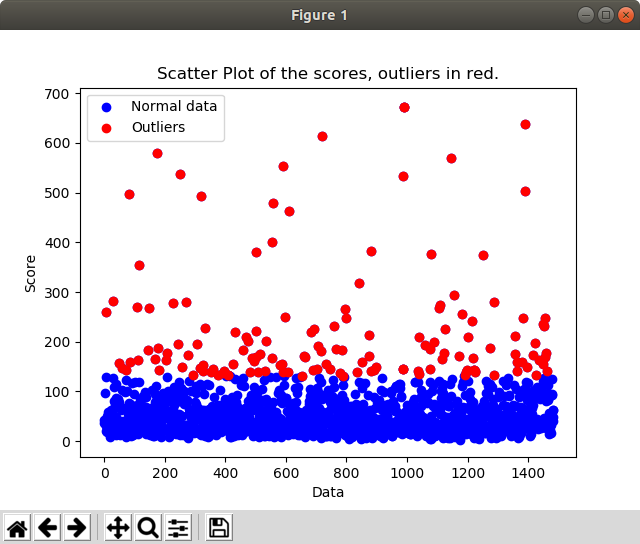 Figure 1
Scatter Plot of the scores, outliers in red.
Normal data
Outliers
700
600
500
400
300
200
100
0
Score
0 200 400 600 800 1000 1200 1400
Data